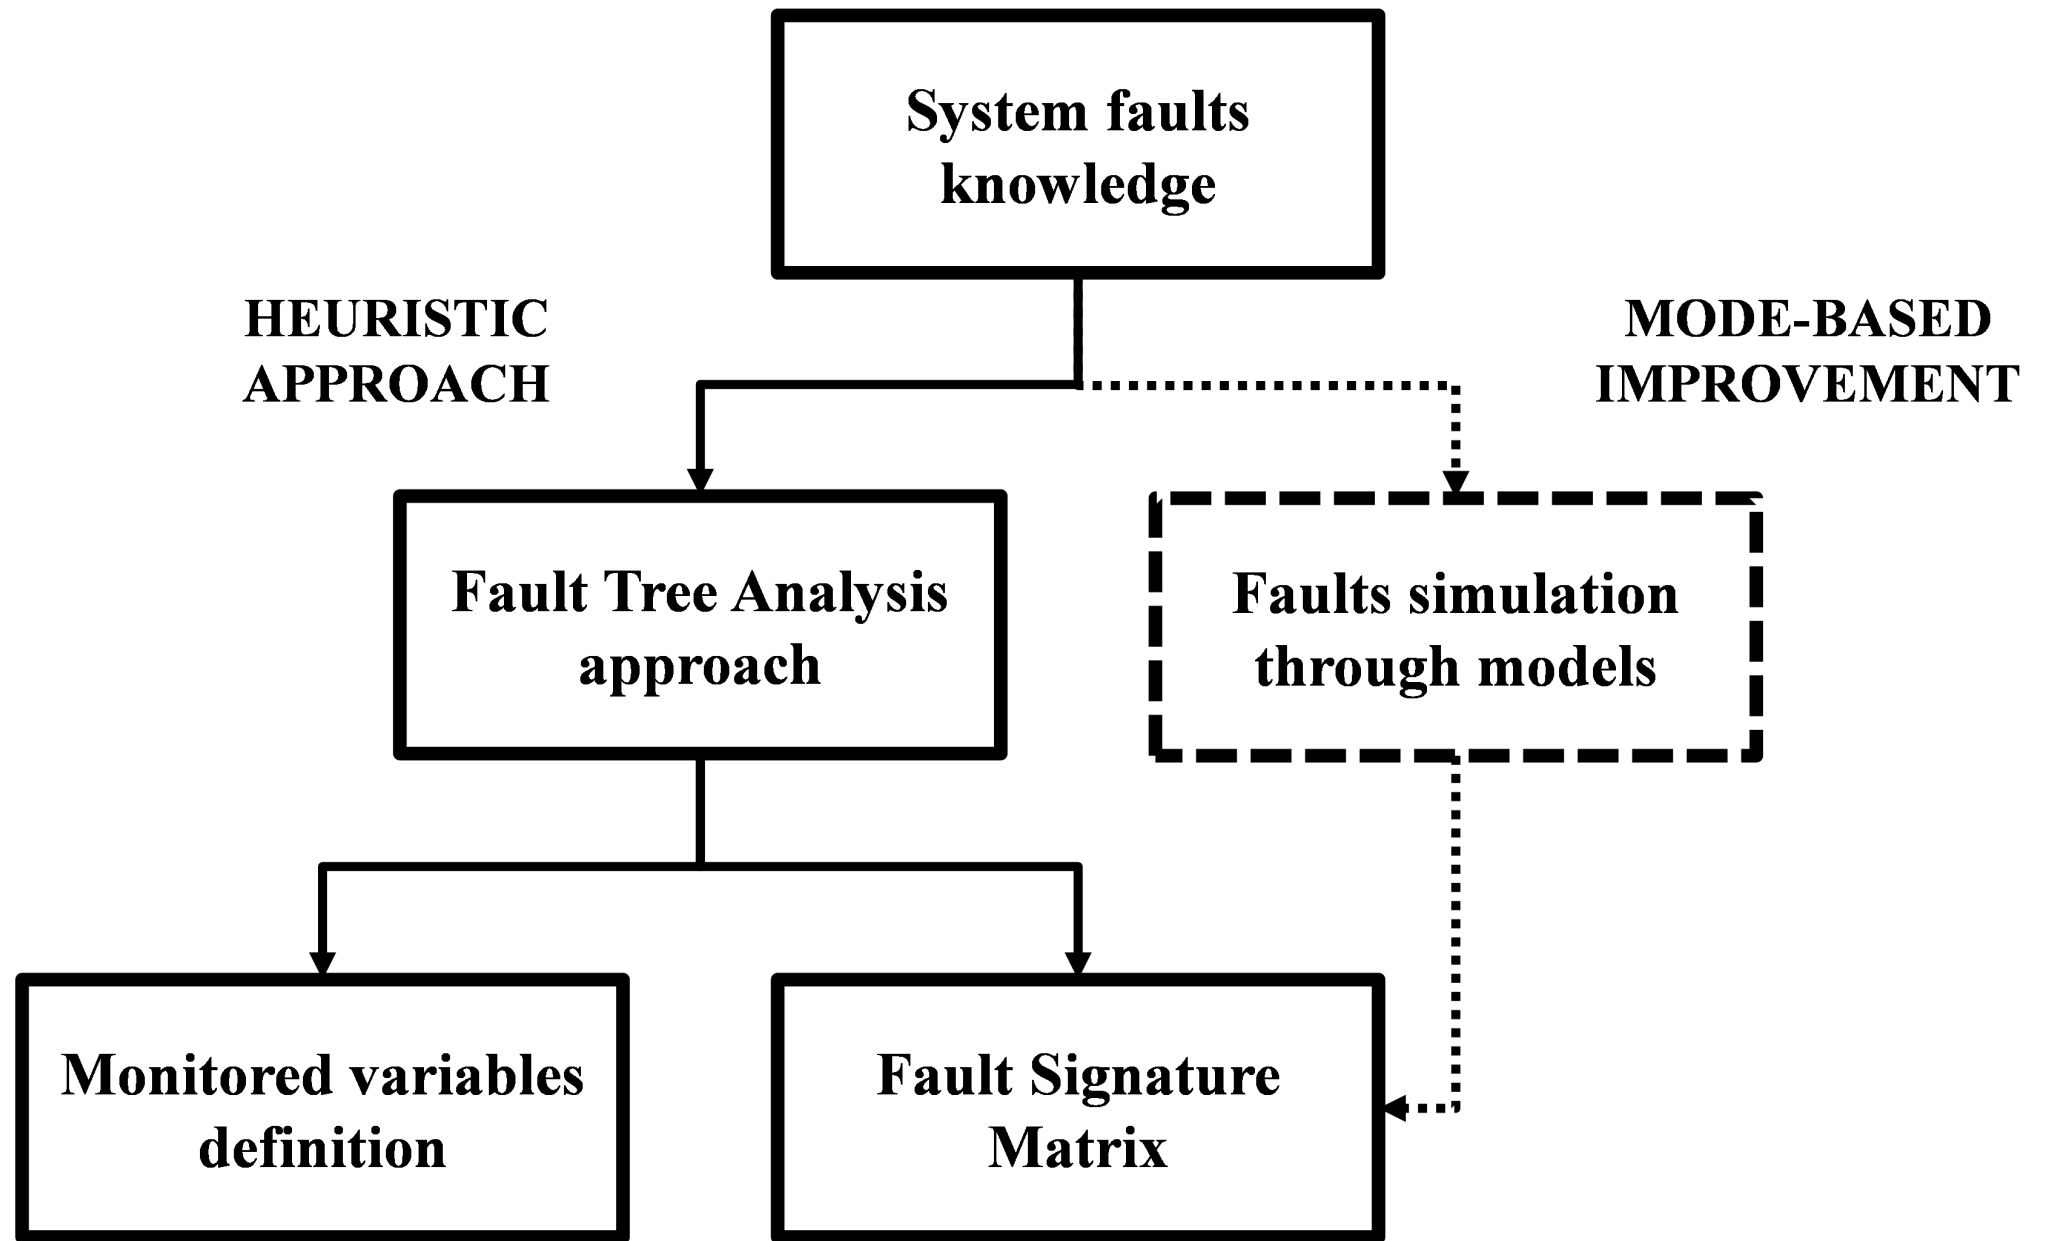 System faults
knowledge
HEURISTIC
APPROACH
MODE-BASED
IMPROVEMENT
Fault Tree Analysis
approach
Faults simulation
through models
Monitored variables
definition
Fault Signature
Matrix